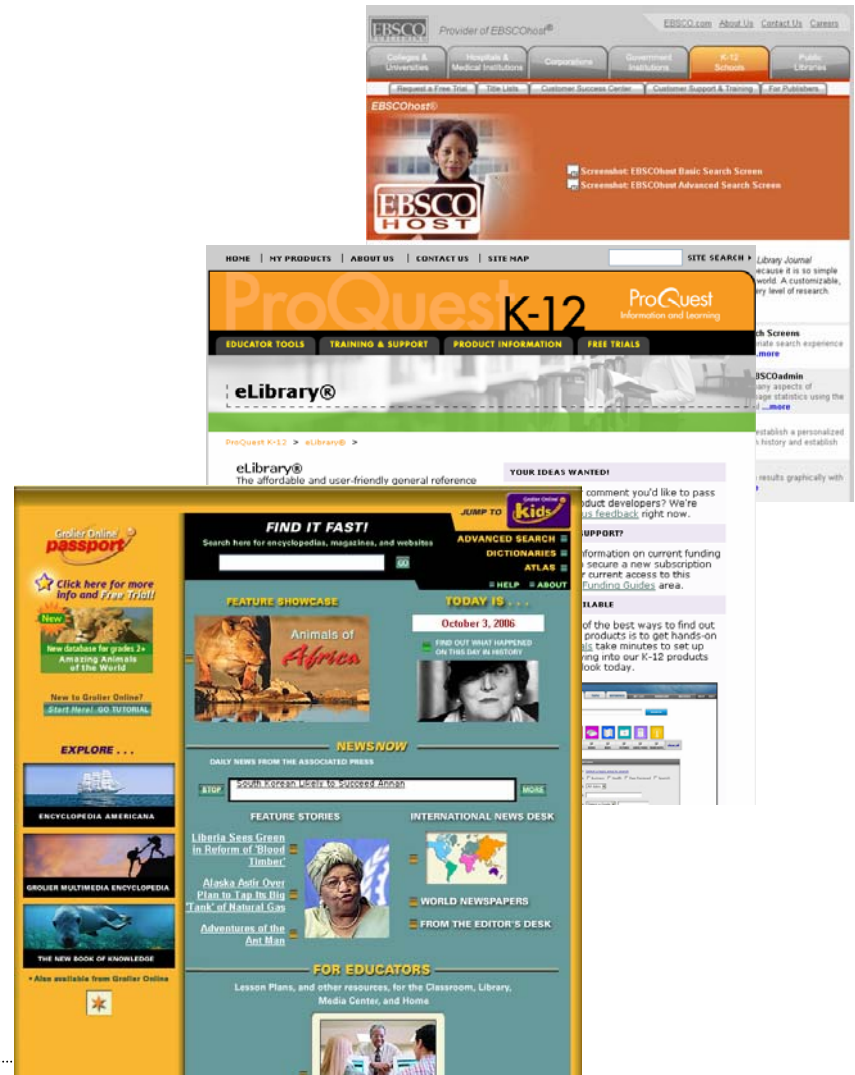 EBSCO
Provider of EBSCOhost®
EBSCO.com About Us Contact Us Careers
Colleges &
Universities
Hospitals &
Medical Institutions
Corporations
Government
Institutions
K-12
Schools
Public
Libraries
Request a Free Trial
Title Lists
Customer Success Center
Customer Support & Training
For Publishers
EBSCOhost®
EBSCO
HOST
Screenshot: EBSCOhost Basic Search Screen
Screenshot: EBSCOhost Advanced Search Screen
Library Journal
ecause it is so simple
world. A customizable,
ery level of research.
ch Screens
riate search experience
...more
BSCOadmin
any aspects of
sage statistics using the
...more
establish a personalized
h history and establish
results graphically with
HOME | MY PRODUCTS | ABOUT US | CONTACT US | SITE MAP
SITE SEARCH
ProQuest
K-12
ProQuest
Information and Learning
EDUCATOR TOOLS
TRAINING & SUPPORT
PRODUCT INFORMATION
FREE TRIALS
eLibrary®
ProQuest K-12 > eLibrary® >
eLibrary®
The affordable and user-friendly general reference
YOUR IDEAS WANTED!
comment you'd like to pass
oduct developers? We're
us feedback right now.
UPPORT?
formation on current funding
secure a new subscription
r current access to this
Funding Guides area.
ILABLE
of the best ways to find out
products is to get hands-on
ls take minutes to set up
ving into our K-12 products
look today.
Grolier Online
passport
Click here for more
info and Free Trial!
New
New database for grades 2+
Amazing Animals
of the World
New to Grolier Online?
Start Here! GO TUTORIAL
EXPLORE . . .
ENCYCLOPEDIA AMERICANA
GROLIER MULTIMEDIA ENCYCLOPEDIA
THE NEW BOOK OF KNOWLEDGE
• Also available from Grolier Online
FIND IT FAST!
Search here for encyclopedias, magazines, and websites
GO
JUMP TO
Grolier Online
Kids
ADVANCED SEARCH
DICTIONARIES
ATLAS
HELP
ABOUT
FEATURE SHOWCASE
Animals of
Africa
TODAY IS . . .
October 3, 2006
FIND OUT WHAT HAPPENED
ON THIS DAY IN HISTORY
NEWSNOW
DAILY NEWS FROM THE ASSOCIATED PRESS
STOP
South Korean Likely to Succeed Annan
MORE
FEATURE STORIES
Liberia Sees Green
in Reform of 'Blood
Timber'
Alaska Astir Over
Plan to Tap Its Big
'Tank' of Natural Gas
Adventures of the
Ant Man
INTERNATIONAL NEWS DESK
WORLD NEWSPAPERS
FROM THE EDITOR'S DESK
FOR EDUCATORS
Lesson Plans, and other resources, for the Classroom, Library,
Media Center, and Home
...